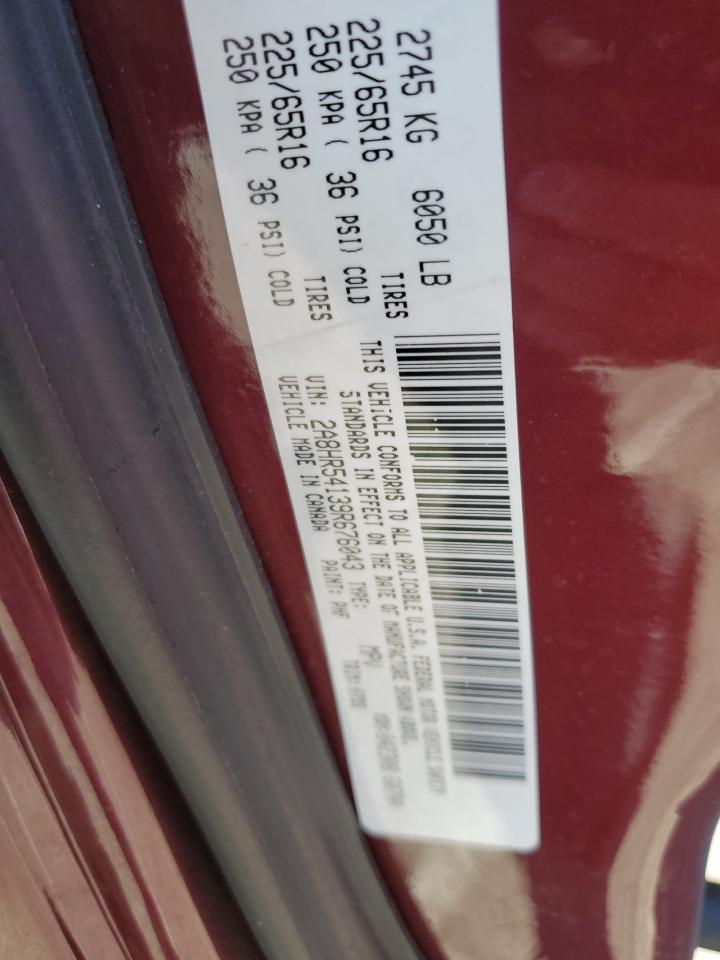 2745 KG 6050 LB
225/65R16 TIRES
250 KPA ( 36 PSI) COLD
225/65R16 TIRES
250 KPA ( 36 PSI) COLD
THIS VEHICLE CONFORMS TO ALL APPLICABLE U.S.A. FEDERAL MOTOR VEHICLE SAFETY
STANDARDS IN EFFECT ON THE DATE OF MANUFACTURE SHOWN ABOVE.
VIN: 2A8HR54139R676043 TYPE: MPV
VEHICLE MADE IN CANADA PAINT: PHF